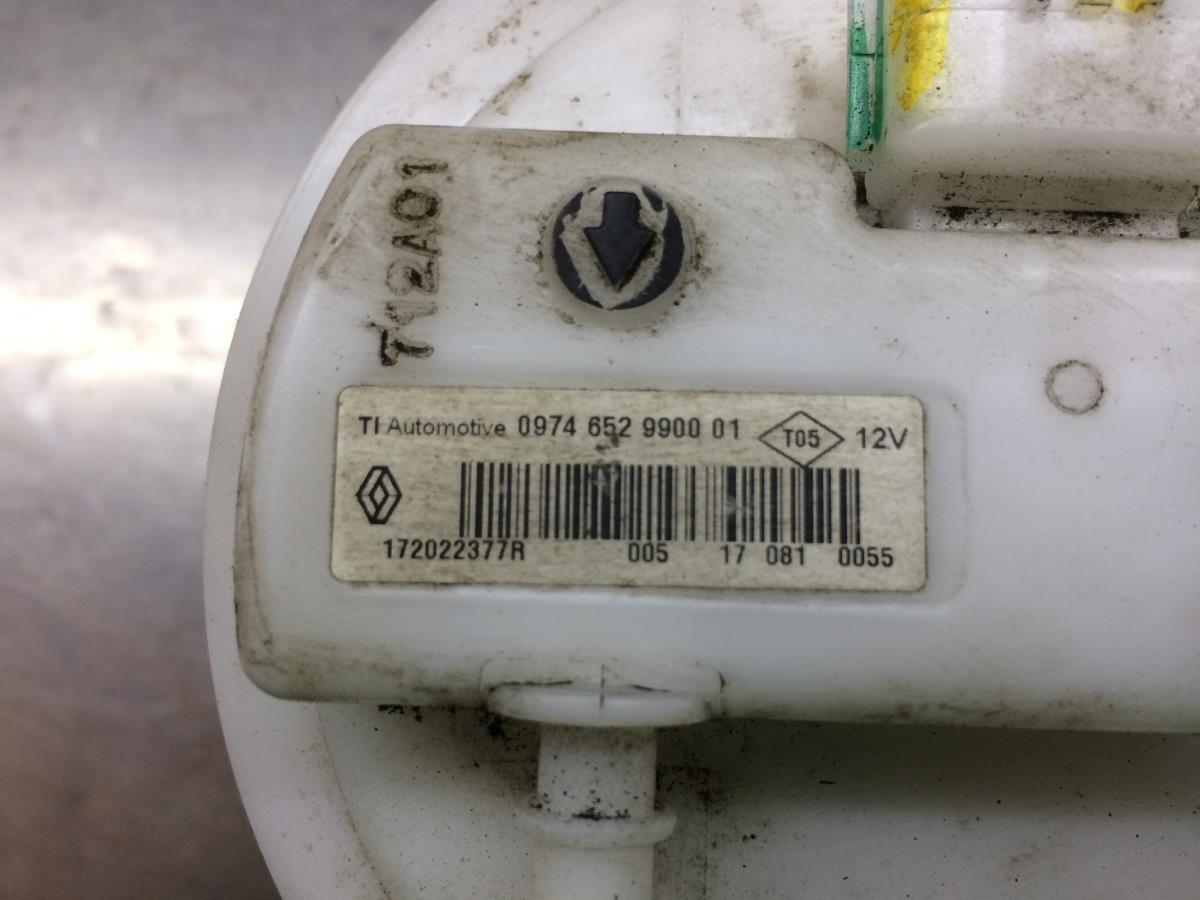 T12A01
TI Automotive 0974 652 9900 01 T05 12V
172022377R 005 17 081 0055